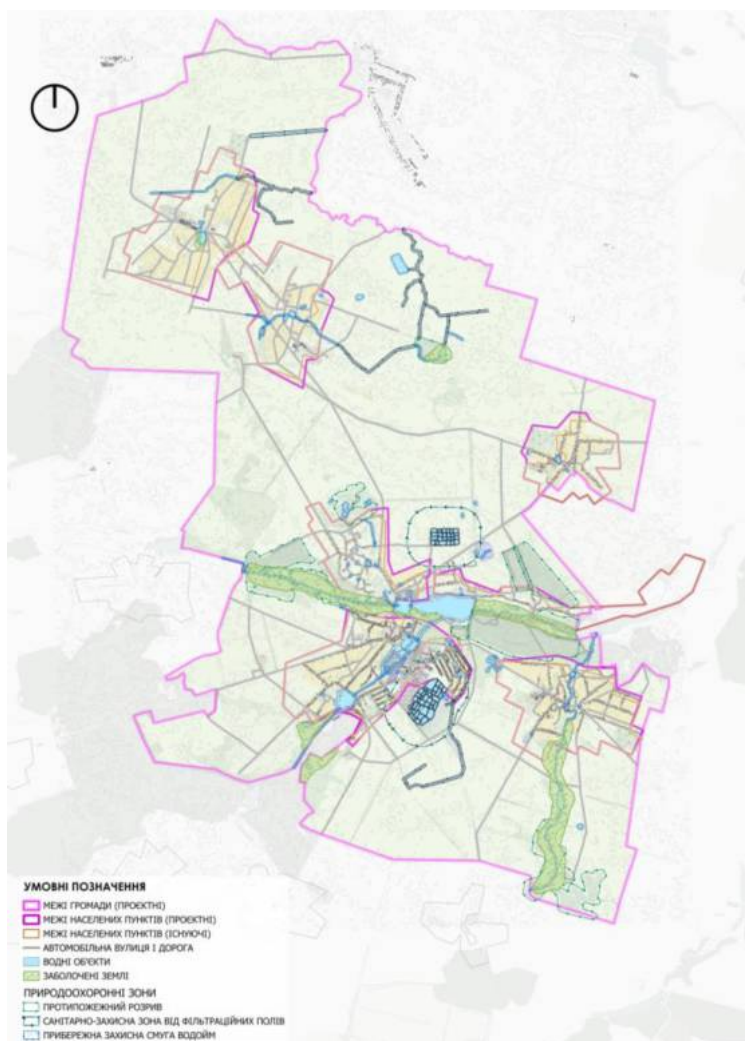 УМОВНІ ПОЗНАЧЕННЯ
МЕЖІ ГРОМАДИ (ПРОЕКТНІ)
МЕЖІ НАСЕЛЕНИХ ПУНКТІВ (ПРОЕКТНІ)
МЕЖІ НАСЕЛЕНИХ ПУНКТІВ (ІСНУЮЧІ)
АВТОМОБІЛЬНА ВУЛИЦЯ І ДОРОГА
ВОДНІ ОБ'ЄКТИ
ЗАБОЛОЧЕНІ ЗЕМЛІ
ПРИРОДООХОРОННІ ЗОНИ
ПРОТИПОЖЕЖНИЙ РОЗРИВ
САНІТАРНО-ЗАХИСНА ЗОНА ВІД ФІЛЬТРАЦІЙНИХ ПОЛІВ
ПРИБЕРЕЖНА ЗАХИСНА СМУГА ВОДОЙМ